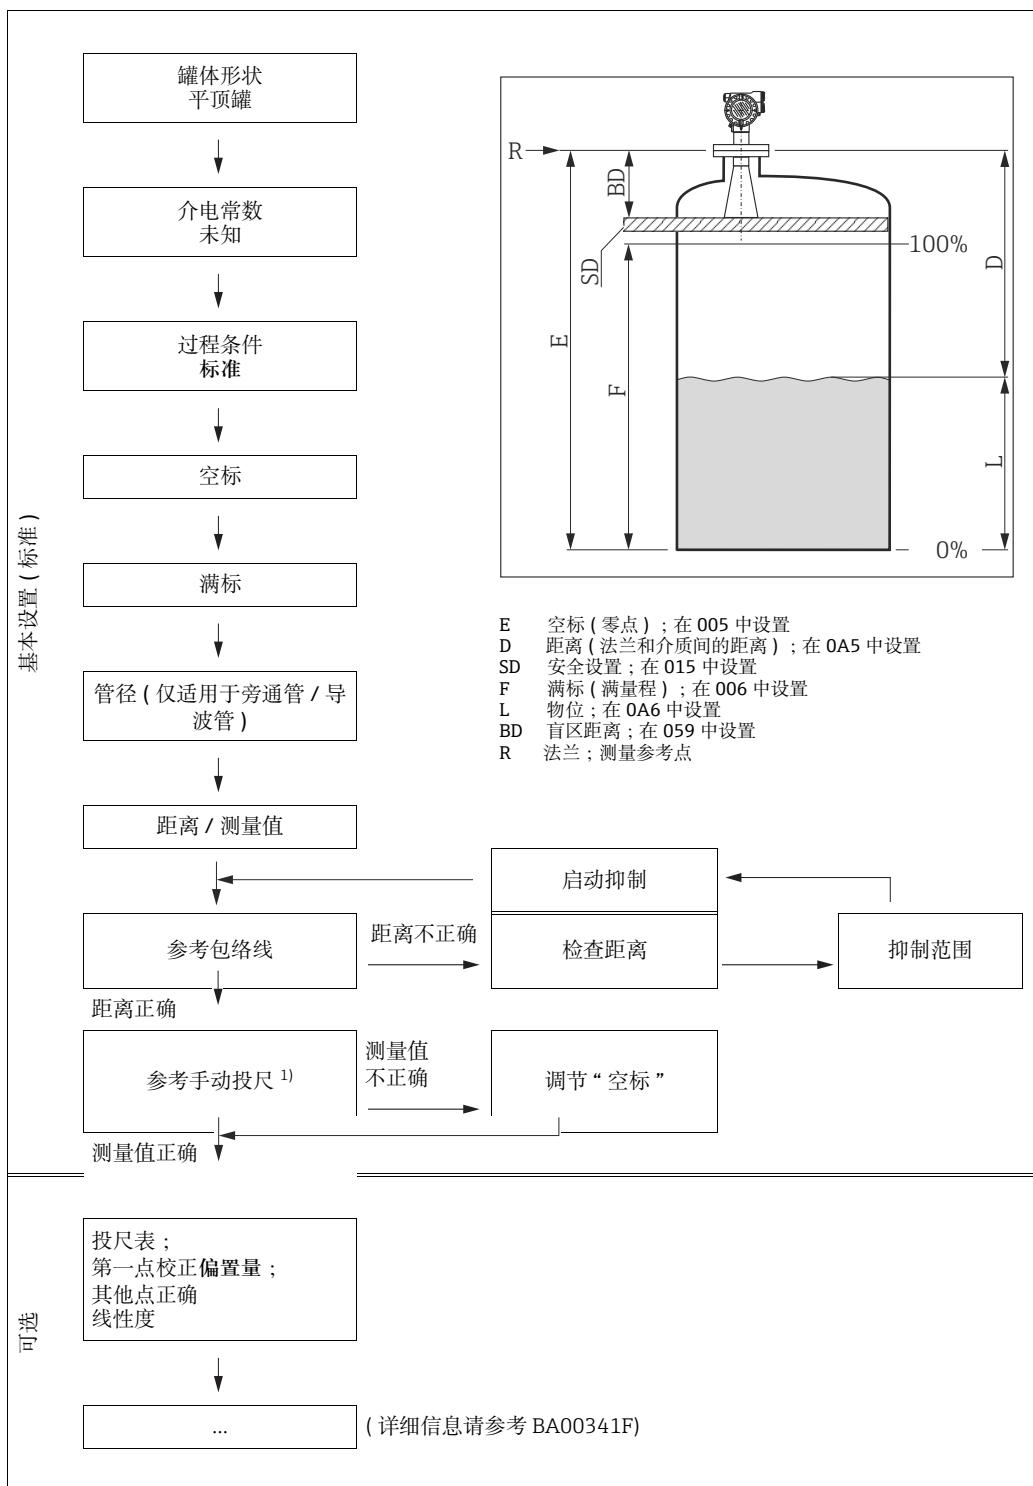 基本设置 ( 标准 )
罐体形状
平顶罐
介电常数
未知
过程条件
标准
空标
满标
管径 ( 仅适用于旁通管 / 导
波管 )
距离 / 测量值
R
BD
SD
E
F
100%
D
L
0%
E 空标 ( 零点 ) ; 在 005 中设置
D 距离 ( 法兰和介质间的距离 ) ; 在 0A5 中设置
SD 安全设置 ; 在 015 中设置
F 满标 ( 满量程 ) ; 在 006 中设置
L 物位 ; 在 0A6 中设置
BD 盲区距离 ; 在 059 中设置
R 法兰 ; 测量参考点
启动抑制
参考包络线
距离不正确
检查距离
抑制范围
距离正确
参考手动投尺 1)
测量值
不正确
调节 “ 空标 ”
测量值正确
可选
投尺表 ;
第一点校正偏置量 ;
其他点正确
线性度
...
( 详细信息请参考 BA00341F)